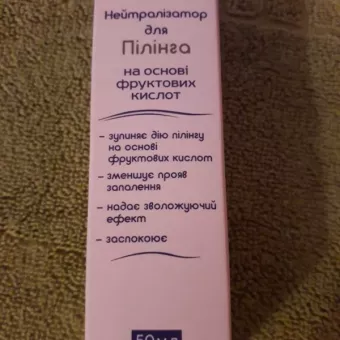 Нейтралізатор
для
Пілінга
на основі
фруктових
кислот
– зупиняє дію пілінгу
на основі
фруктових кислот
– зменшує прояв
запалення
– надає зволожуючий
ефект
– заспокоює
50мл